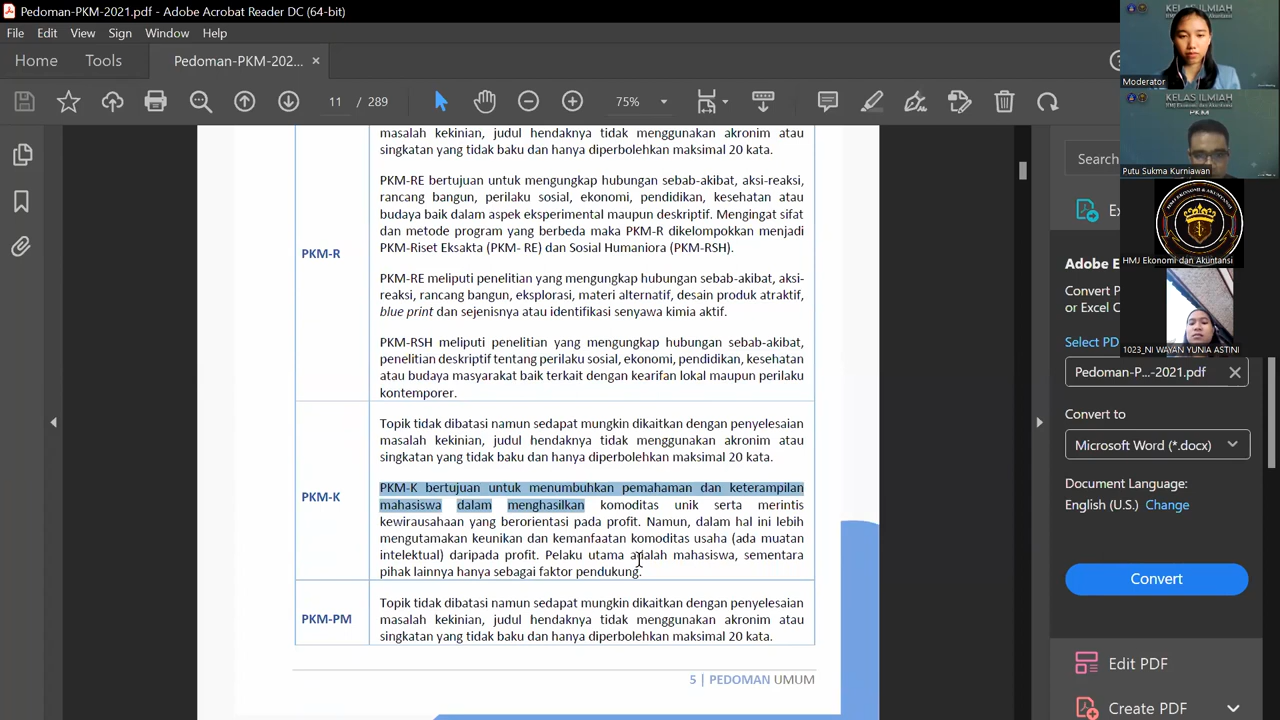 Pedoman-PKM-2021.pdf - Adobe Acrobat Reader DC (64-bit)
File Edit View Sign Window Help
Home Tools Pedoman-PKM-202... ×
11 / 289 75%
masalah kekinian, judul hendaknya tidak menggunakan akronim atau
singkatan yang tidak baku dan hanya diperbolehkan maksimal 20 kata.
PKM-R
PKM-RE bertujuan untuk mengungkap hubungan sebab-akibat, aksi-reaksi,
rancang bangun, perilaku sosial, ekonomi, pendidikan, kesehatan atau
budaya baik dalam aspek eksperimental maupun deskriptif. Mengingat sifat
dan metode program yang berbeda maka PKM-R dikelompokkan menjadi
PKM-Riset Eksakta (PKM- RE) dan Sosial Humaniora (PKM-RSH).
PKM-RE meliputi penelitian yang mengungkap hubungan sebab-akibat, aksi-
reaksi, rancang bangun, eksplorasi, materi alternatif, desain produk atraktif,
blue print dan sejenisnya atau identifikasi senyawa kimia aktif.
PKM-RSH meliputi penelitian yang mengungkap hubungan sebab-akibat,
penelitian deskriptif tentang perilaku sosial, ekonomi, pendidikan, kesehatan
atau budaya masyarakat baik terkait dengan kearifan lokal maupun perilaku
kontemporer.
PKM-K
Topik tidak dibatasi namun sedapat mungkin dikaitkan dengan penyelesaian
masalah kekinian, judul hendaknya tidak menggunakan akronim atau
singkatan yang tidak baku dan hanya diperbolehkan maksimal 20 kata.
PKM-K bertujuan untuk menumbuhkan pemahaman dan keterampilan
mahasiswa dalam menghasilkan komoditas unik serta merintis
kewirausahaan yang berorientasi pada profit. Namun, dalam hal ini lebih
mengutamakan keunikan dan kemanfaatan komoditas usaha (ada muatan
intelektual) daripada profit. Pelaku utama adalah mahasiswa, sementara
pihak lainnya hanya sebagai faktor pendukung.
PKM-PM
Topik tidak dibatasi namun sedapat mungkin dikaitkan dengan penyelesaian
masalah kekinian, judul hendaknya tidak menggunakan akronim atau
singkatan yang tidak baku dan hanya diperbolehkan maksimal 20 kata.
5 | PEDOMAN UMUM
KELAS ILMIAH
Moderator
KELAS ILMIAH
PKM
Putu Sukma Kurniawan
HMJ Ekonomi dan Akuntansi
1023_NI WAYAN YUNIA ASTINI
Search
Adobe E
Convert P
or Excel C
Select PD
Pedoman-P...-2021.pdf
Convert to
Microsoft Word (*.docx)
Document Language:
English (U.S.) Change
Convert
Edit PDF
Create PDF